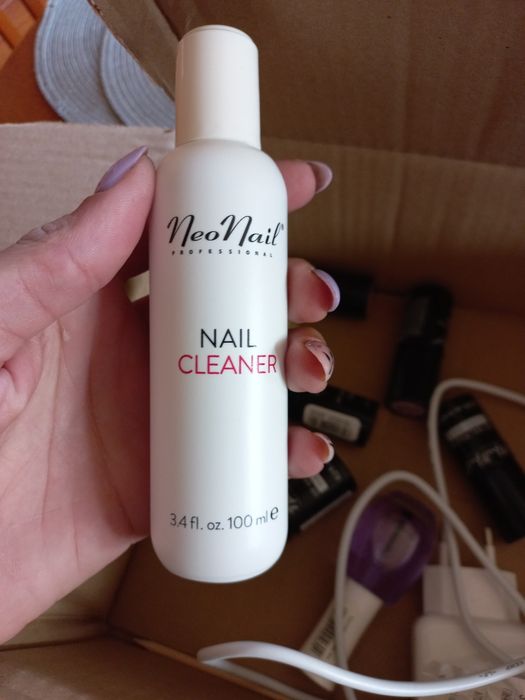 NeoNail®
PROFESSIONAL
NAIL
CLEANER
3.4 fl. oz. 100 ml e